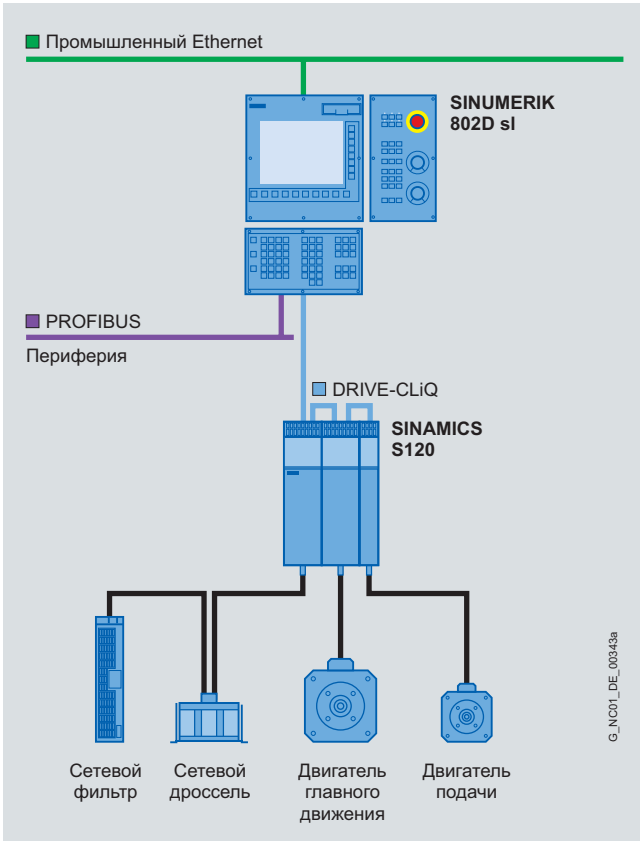 Промышленный Ethernet
SINUMERIK
802D sl
PROFIBUS
Периферия
DRIVE-CLiQ
SINAMICS
S120
Сетевой
фильтр
Сетевой
дроссель
Двигатель
главного
движения
Двигатель
подачи
G_NC01_DE_00343a